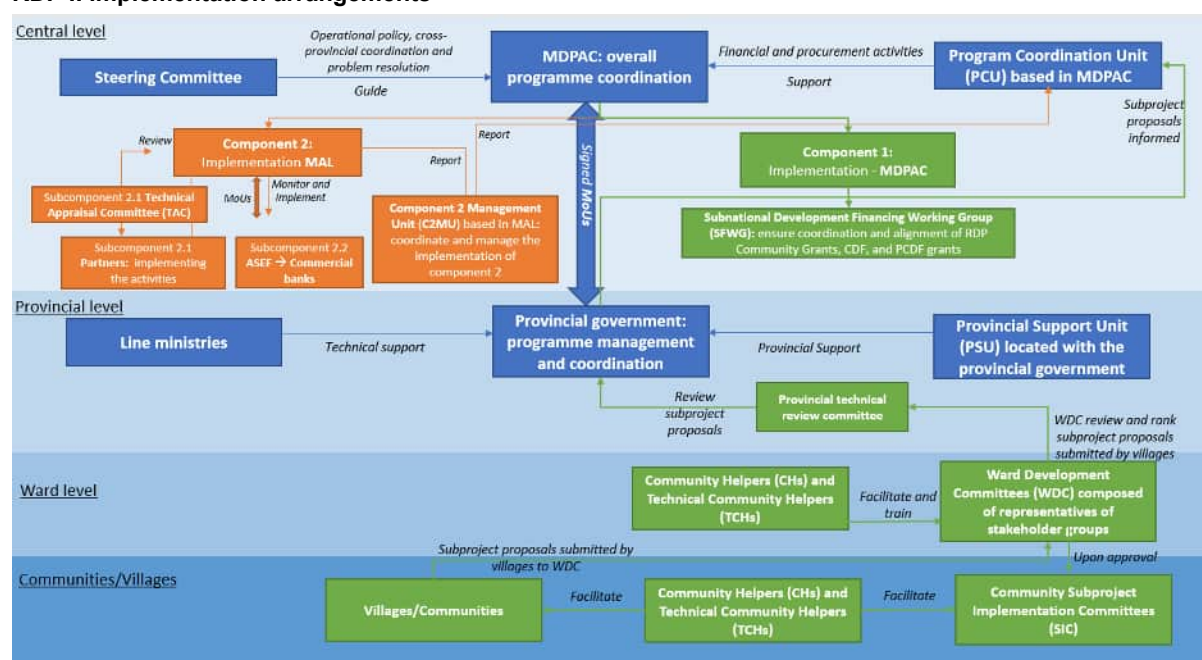 Central level
Operational policy, cross-
provincial coordination and
problem resolution
Guide
Steering Committee
MDPAC: overall
programme coordination
Financial and procurement activities
Support
Program Coordination Unit
(PCU) based in MDPAC
Subproject
proposals
informed
Review
Component 2:
Implementation MAL
Report
Report
Signed MoUs
Component 1:
Implementation - MDPAC
Subcomponent 2.1 Technical
Appraisal Committee (TAC)
MoUs
Monitor and
Implement
Component 2 Management
Unit (C2MU) based in MAL:
coordinate and manage the
implementation of
component 2
Subnational Development Financing Working Group
(SFWG): ensure coordination and alignment of RDP
Community Grants, CDF, and PCDF grants
Subcomponent 2.1
Partners: implementing
the activities
Subcomponent 2.2
ASEF → Commercial
banks
Provincial level
Line ministries
Technical support
Provincial government:
programme management
and coordination
Provincial Support
Provincial Support Unit
(PSU) located with the
provincial government
Review
subproject
proposals
Provincial technical
review committee
WDC review and rank
subproject proposals
submitted by villages
Ward level
Community Helpers (CHs) and
Technical Community Helpers
(TCHs)
Facilitate and
train
Ward Development
Committees (WDC) composed
of representatives of
stakeholder groups
Subproject proposals submitted by
villages to WDC
Upon approval
Communities/Villages
Villages/Communities
Facilitate
Community Helpers (CHs) and
Technical Community Helpers
(TCHs)
Facilitate
Community Subproject
Implementation Committees
(SIC)